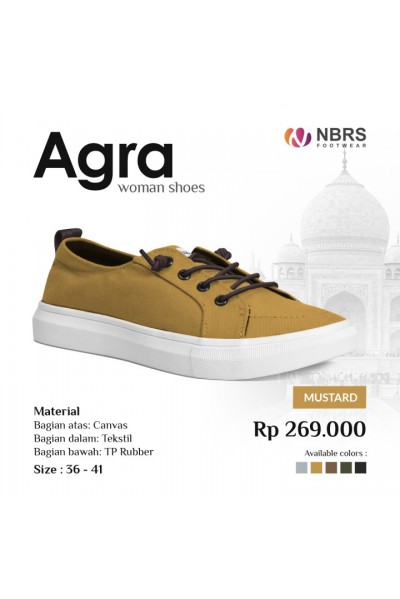 Agra
woman shoes
NBRS
FOOTWEAR
Material
Bagian atas: Canvas
Bagian dalam: Tekstil
Bagian bawah: TP Rubber
Size : 36 - 41
MUSTARD
Rp 269.000
Available colors :